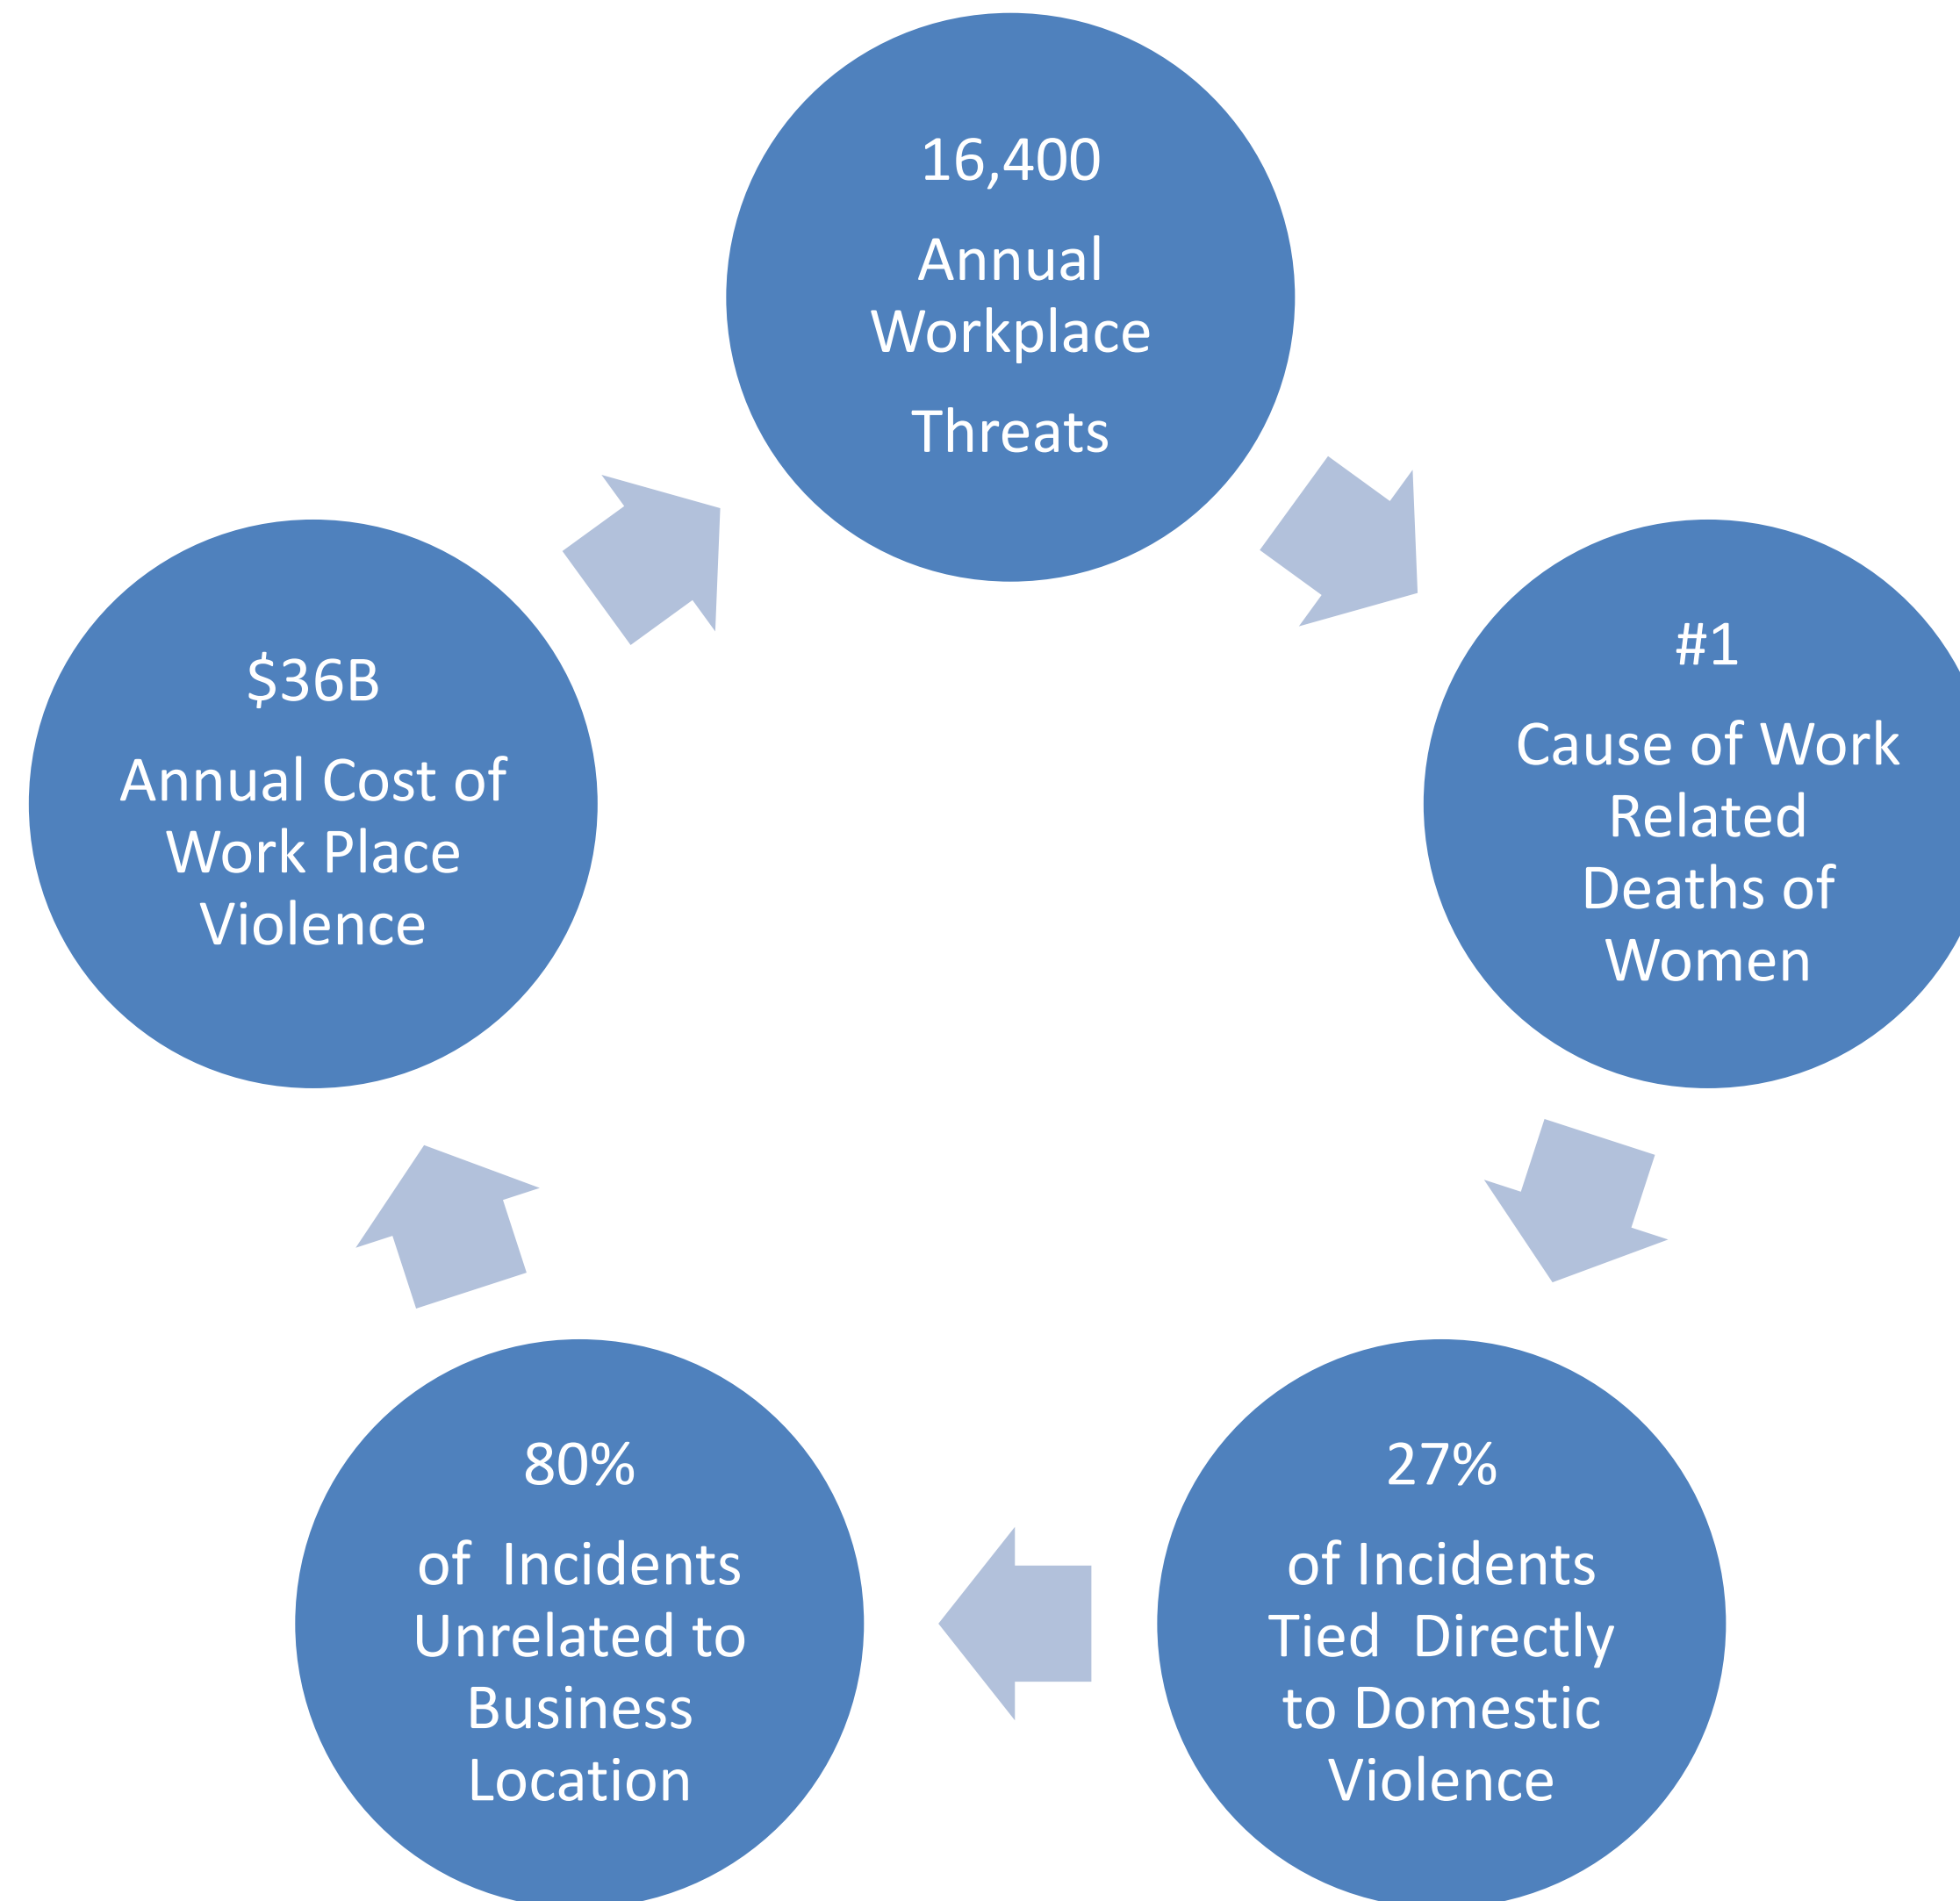 16,400
Annual
Workplace
Threats
#1
Cause of Work
Related
Deaths of
Women
27%
of Incidents
Tied Directly
to Domestic
Violence
80%
of Incidents
Unrelated to
Business
Location
$36B
Annual Cost of
Work Place
Violence